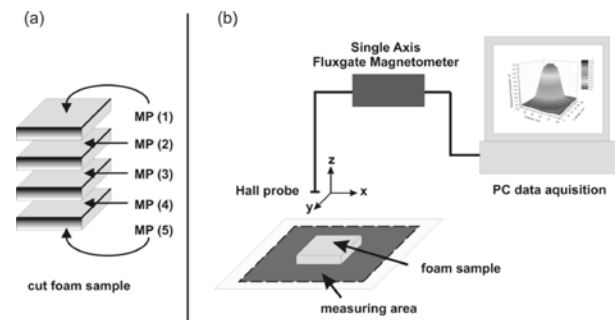 (a)
MP (1)
MP (2)
MP (3)
MP (4)
MP (5)
cut foam sample
(b)
Single Axis
Fluxgate Magnetometer
Hall probe
z
x
y
PC data aquisition
foam sample
measuring area